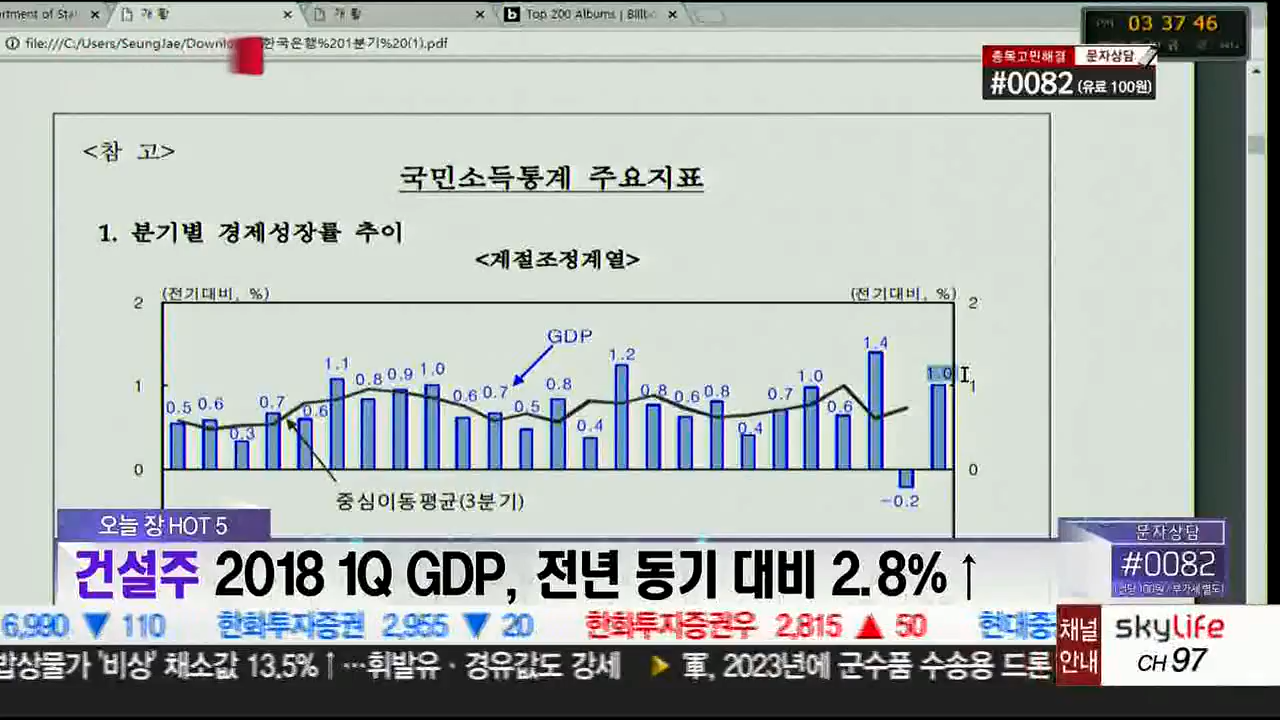 개 황
개 황
Top 200 Albums | Billb
한국은행%201분기%20(1).pdf
file:///C:/Users/SeungJae/Downlo
03 37 46
종목고민해결 문자상담
#0082 (유료 100원)
<참 고>
국민소득통계 주요지표
1. 분기별 경제성장률 추이
<계절조정계열>
(전기대비, %) (전기대비, %)
2 2
GDP
1.4
1.2
1.1
0.8 0.9 1.0
0.8
1.0
1.0
1 1
0.5 0.6
0.3
0.7
0.6
0.6 0.7
0.5
0.4
0.8
0.6
0.8
0.4
0.7
0.6
0 0
-0.2
중심이동평균(3분기)
오늘 장 HOT 5
건설주 2018 1Q GDP, 전년 동기 대비 2.8%↑
문자상담
#0082
6,990 ▼ 110 한화투자증권 2,955 ▼ 20 한화투자증권우 2,815 ▲ 50 현대중
밥상물가 '비상' 채소값 13.5%↑…휘발유·경유값도 강세 ▶ 軍, 2023년에 군수품 수송용 드론
채널
안내
skylife
CH 97